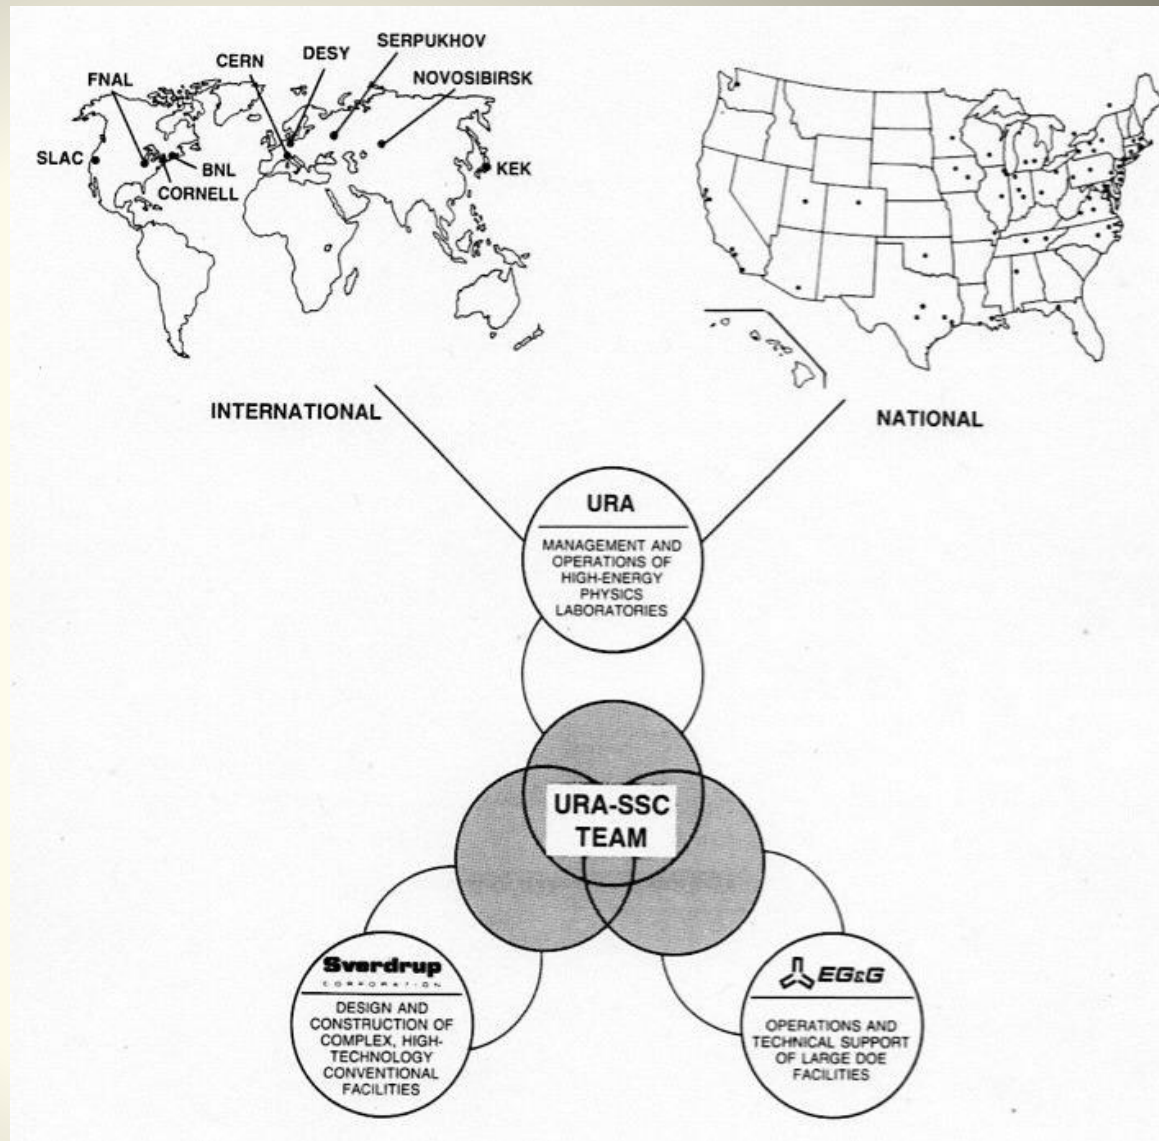 SERPUKHOV
DESY
CERN
NOVOSIBIRSK
FNAL
SLAC
BNL
CORNELL
KEK
INTERNATIONAL
NATIONAL
URA
MANAGEMENT AND
OPERATIONS OF
HIGH-ENERGY
PHYSICS
LABORATORIES
URA-SSC
TEAM
Sverdrup
CORPORATION
DESIGN AND
CONSTRUCTION OF
COMPLEX, HIGH-
TECHNOLOGY
CONVENTIONAL
FACILITIES
EG&G
OPERATIONS AND
TECHNICAL SUPPORT
OF LARGE DOE
FACILITIES